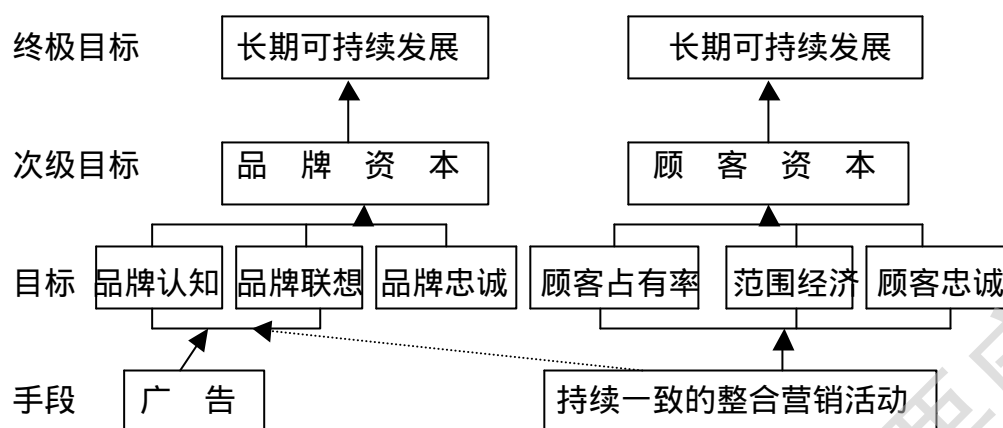 终极目标 长期可持续发展 长期可持续发展
次级目标 品牌资本 顾客资本
目标 品牌认知 品牌联想 品牌忠诚 顾客占有率 范围经济 顾客忠诚
手段 广告 持续一致的整合营销活动